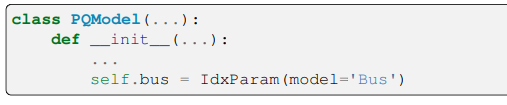 class PQModel(...):
    def __init__(...):
        ...
        self.bus = IdxParam(model='Bus')